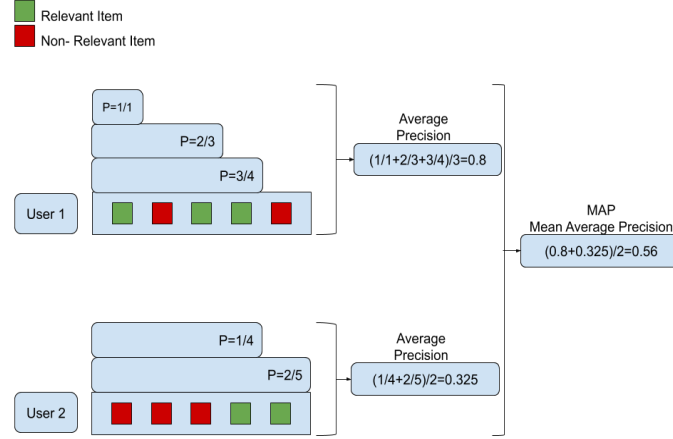 Relevant Item
Non- Relevant Item
P=1/1
P=2/3
P=3/4
User 1
Average
Precision
(1/1+2/3+3/4)/3=0.8
MAP
Mean Average Precision
(0.8+0.325)/2=0.56
P=1/4
P=2/5
User 2
Average
Precision
(1/4+2/5)/2=0.325